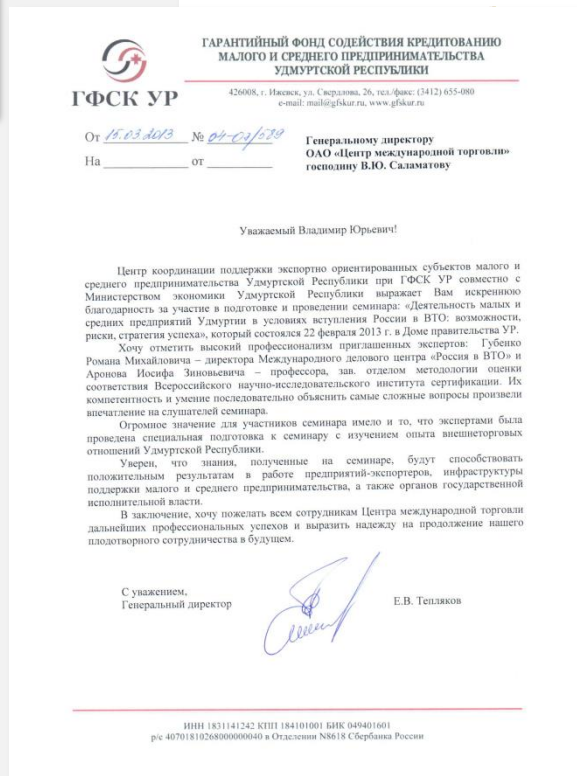 ГАРАНТИЙНЫЙ ФОНД СОДЕЙСТВИЯ КРЕДИТОВАНИЮ
МАЛОГО И СРЕДНЕГО ПРЕДПРИНИМАТЕЛЬСТВА
УДМУРТСКОЙ РЕСПУБЛИКИ
ГФСК УР
426008, г. Ижевск, ул. Свердлова, 26, тел./факс: (3412) 655-080
e-mail: mail@gfskur.ru, www.gfskur.ru
От 15.03.2013 № 04-07/589
На от
Генеральному директору
ОАО «Центр международной торговли»
господину В.Ю. Саламатову
Уважаемый Владимир Юрьевич!
Центр координации поддержки экспортно ориентированных субъектов малого и
среднего предпринимательства Удмуртской Республики при ГФСК УР совместно с
Министерством экономики Удмуртской Республики выражает Вам искреннюю
благодарность за участие в подготовке и проведении семинара: «Деятельность малых и
средних предприятий Удмуртии в условиях вступления России в ВТО: возможности,
риски, стратегия успеха», который состоялся 22 февраля 2013 г. в Доме правительства УР.
Хочу отметить высокий профессионализм приглашенных экспертов: Губенко
Романа Михайловича – директора Международного делового центра «Россия в ВТО» и
Аронова Иосифа Зиновьевича – профессора, зав. отделом методологии оценки
соответствия Всероссийского научно-исследовательского института сертификации. Их
компетентность и умение последовательно объяснить самые сложные вопросы произвели
впечатление на слушателей семинара.
Огромное значение для участников семинара имело и то, что экспертами была
проведена специальная подготовка к семинару с изучением опыта внешнеторговых
отношений Удмуртской Республики.
Уверен, что знания, полученные на семинаре, будут способствовать
положительным результатам в работе предприятий-экспортеров, инфраструктуры
поддержки малого и среднего предпринимательства, а также органов государственной
исполнительной власти.
В заключение, хочу пожелать всем сотрудникам Центра международной торговли
дальнейших профессиональных успехов и выразить надежду на продолжение нашего
плодотворного сотрудничества в будущем.
С уважением,
Генеральный директор
Е.В. Тепляков
ИНН 1831141242 КПП 184101001 БИК 049401601
р/с 40701810268000000040 в Отделении N8618 Сбербанка России